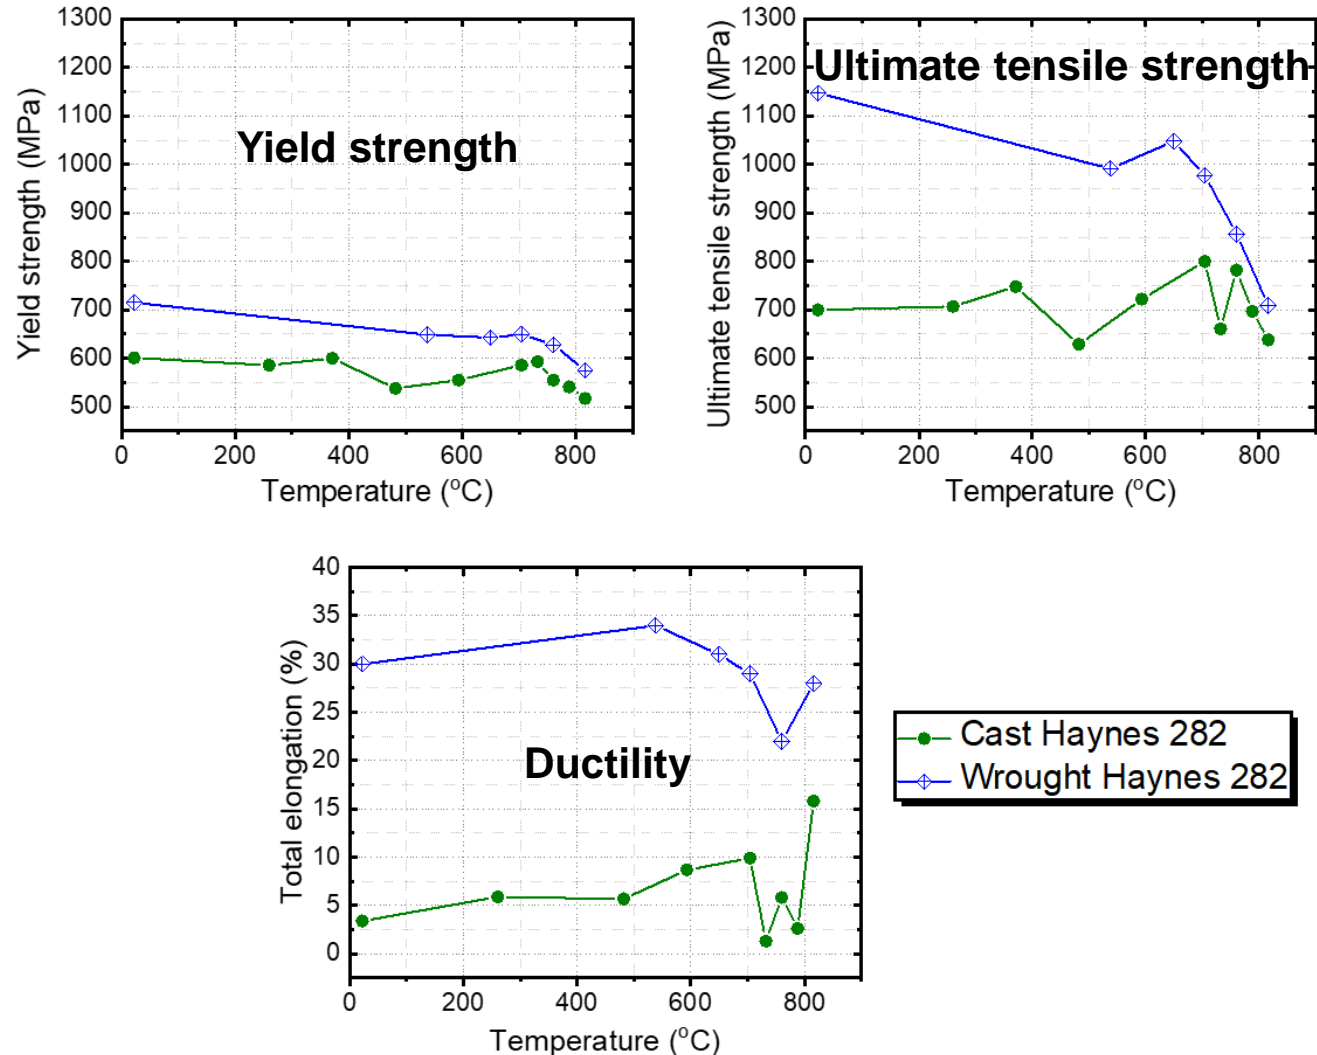 Yield strength (MPa)
1300
1200
1100
1000
900
800
700
600
500
Yield strength
0 200 400 600 800
Temperature (°C)
Ultimate tensile strength (MPa)
1300
1200
1100
1000
900
800
700
600
500
Ultimate tensile strength
0 200 400 600 800
Temperature (°C)
Total elongation (%)
40
35
30
25
20
15
10
5
0
Ductility
0 200 400 600 800
Temperature (°C)
Cast Haynes 282
Wrought Haynes 282